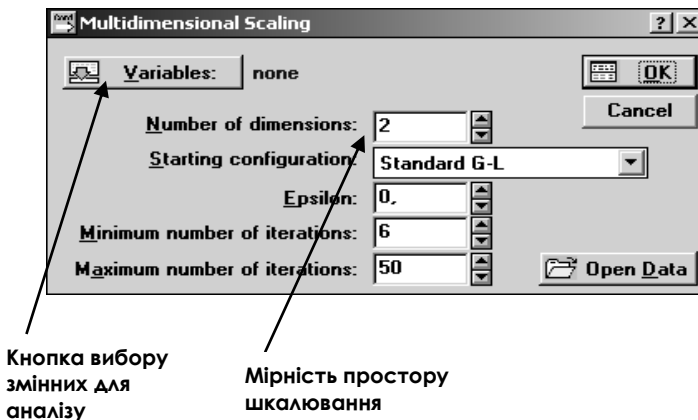 Multidimensional Scaling
Variables: none
OK
Cancel
Number of dimensions: 2
Starting configuration: Standard G-L
Epsilon: 0,
Minimum number of iterations: 6
Maximum number of iterations: 50
Open Data
Кнопка вибору
змінних для
аналізу
Мірність простору
шкалювання